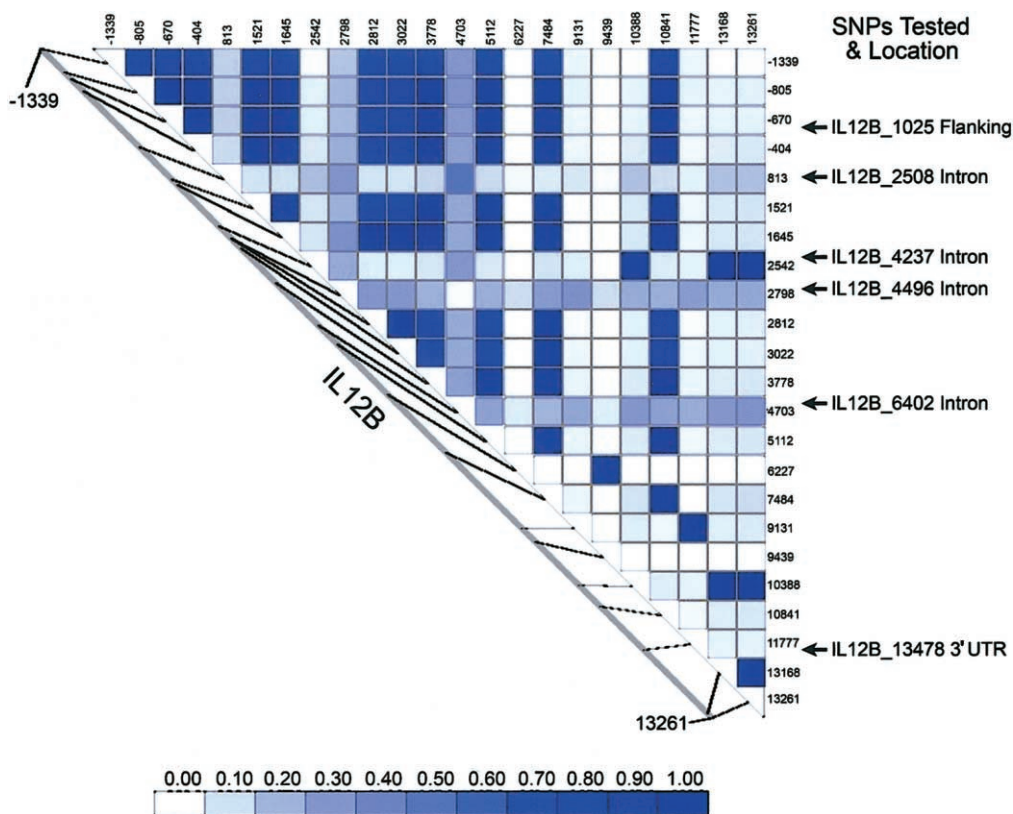 -1339 -805 -670 -404 813 1521 1645 2542 2798 2812 3022 3778 4703 5112 6227 7484 9131 9439 10388 10841 11777 13168 13261
SNPs Tested
& Location
-1339
-1339
-805
-670
IL12B_1025 Flanking
-404
813
IL12B_2508 Intron
1521
1645
IL12B_4237 Intron
2542
IL12B_4496 Intron
2798
2812
3022
3778
IL12B
IL12B_6402 Intron
4703
5112
6227
7484
9131
9439
10388
10841
11777
IL12B_13478 3' UTR
13168
13261
13261
0.00 0.10 0.20 0.30 0.40 0.50 0.60 0.70 0.80 0.90 1.00